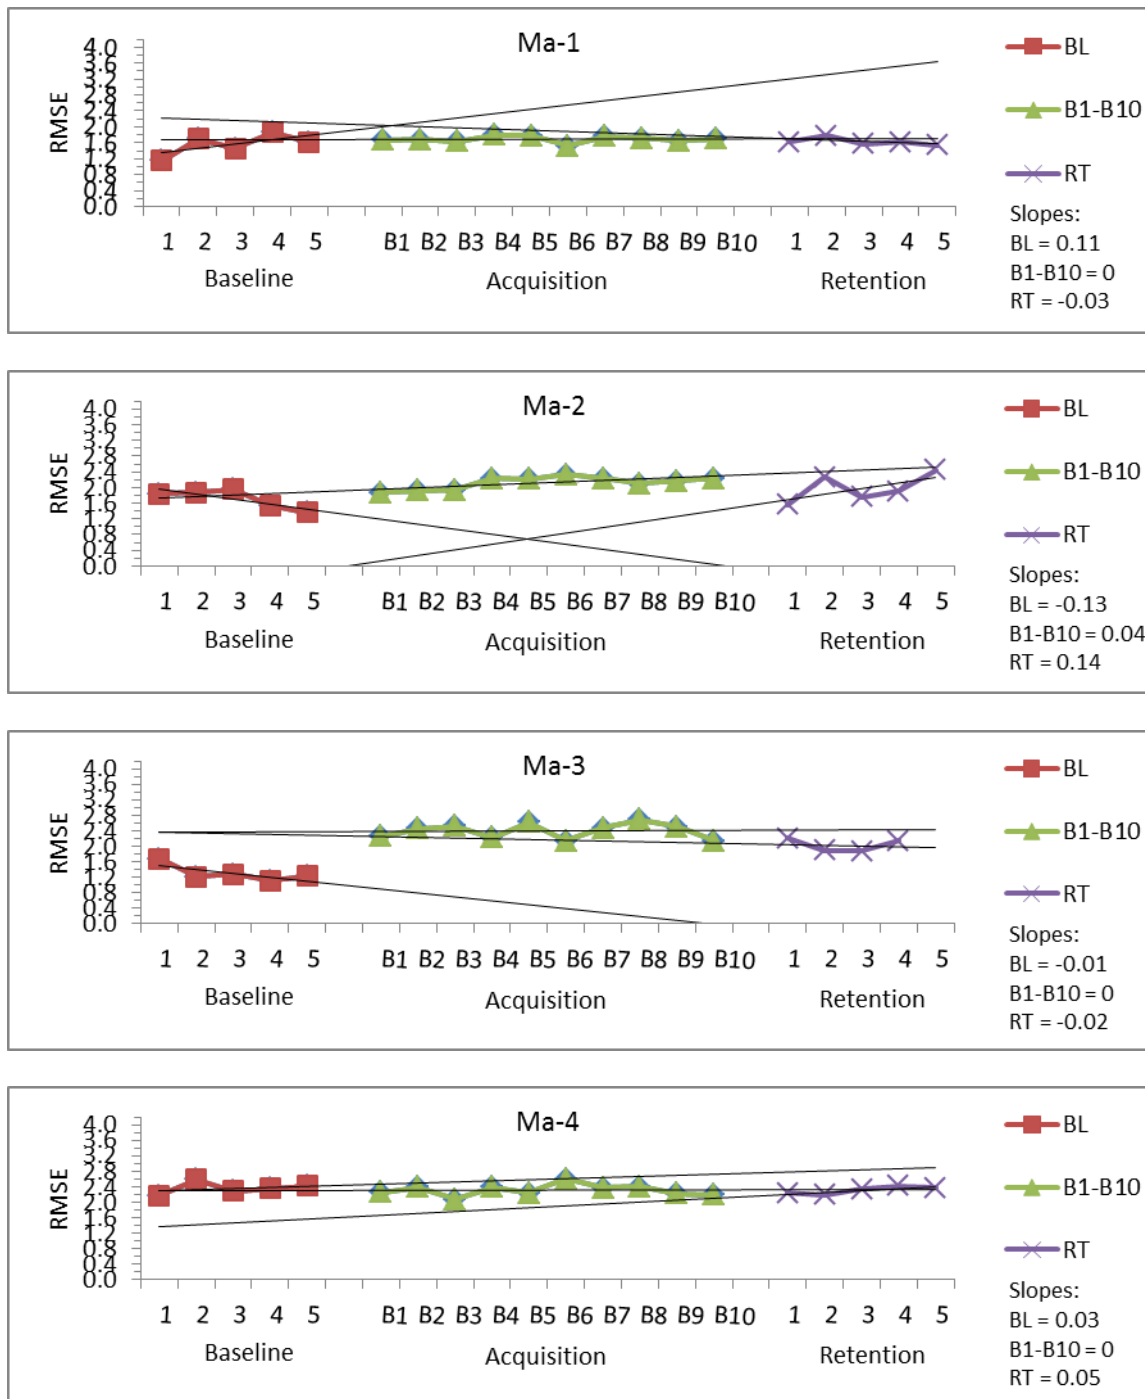 Ma-1
RMSE
4.0
3.6
3.2
2.8
2.4
2.0
1.6
1.2
0.8
0.4
0.0
1 2 3 4 5 B1 B2 B3 B4 B5 B6 B7 B8 B9 B10 1 2 3 4 5
Baseline Acquisition Retention
BL
B1-B10
RT
Slopes:
BL = 0.11
B1-B10 = 0
RT = -0.03
Ma-2
RMSE
4.0
3.6
3.2
2.8
2.4
2.0
1.6
1.2
0.8
0.4
0.0
1 2 3 4 5 B1 B2 B3 B4 B5 B6 B7 B8 B9 B10 1 2 3 4 5
Baseline Acquisition Retention
BL
B1-B10
RT
Slopes:
BL = -0.13
B1-B10 = 0.04
RT = 0.14
Ma-3
RMSE
4.0
3.6
3.2
2.8
2.4
2.0
1.6
1.2
0.8
0.4
0.0
1 2 3 4 5 B1 B2 B3 B4 B5 B6 B7 B8 B9 B10 1 2 3 4 5
Baseline Acquisition Retention
BL
B1-B10
RT
Slopes:
BL = -0.01
B1-B10 = 0
RT = -0.02
Ma-4
RMSE
4.0
3.6
3.2
2.8
2.4
2.0
1.6
1.2
0.8
0.4
0.0
1 2 3 4 5 B1 B2 B3 B4 B5 B6 B7 B8 B9 B10 1 2 3 4 5
Baseline Acquisition Retention
BL
B1-B10
RT
Slopes:
BL = 0.03
B1-B10 = 0
RT = 0.05